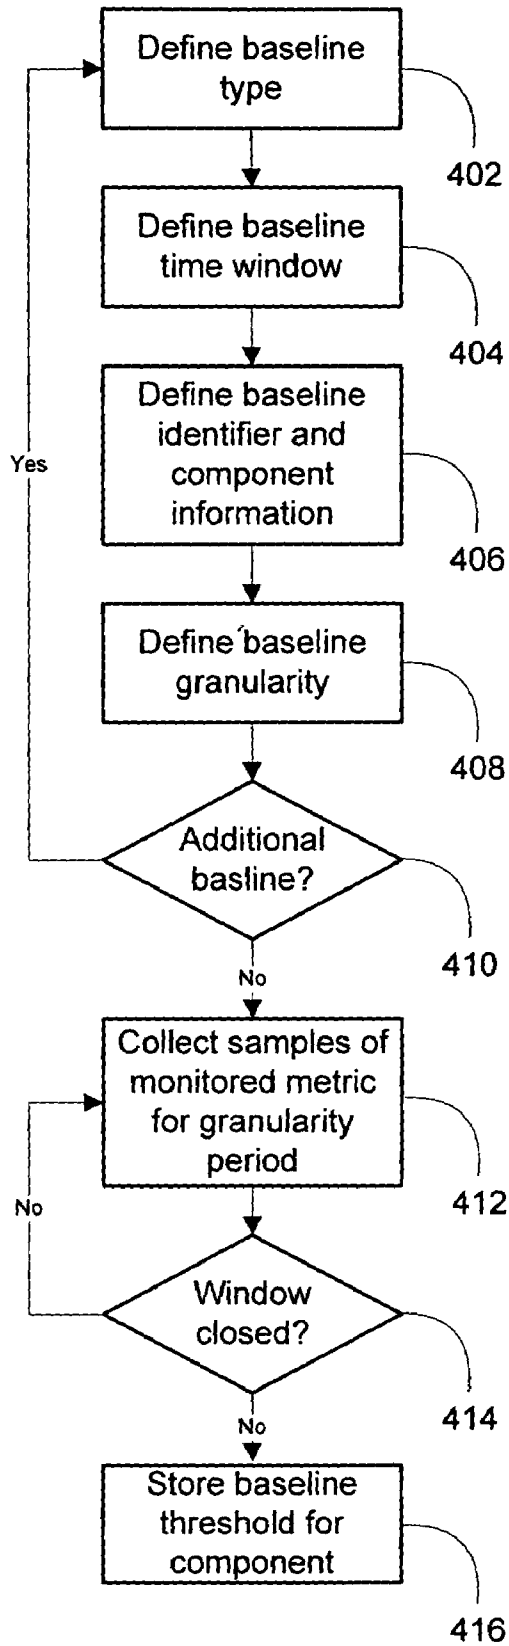 Define baseline
type
402
Define baseline
time window
404
Define baseline
identifier and
component
information
406
Yes
Define baseline
granularity
408
Additional
basline?
410
No
Collect samples of
monitored metric
for granularity
period
412
No
Window
closed?
414
No
Store baseline
threshold for
component
416